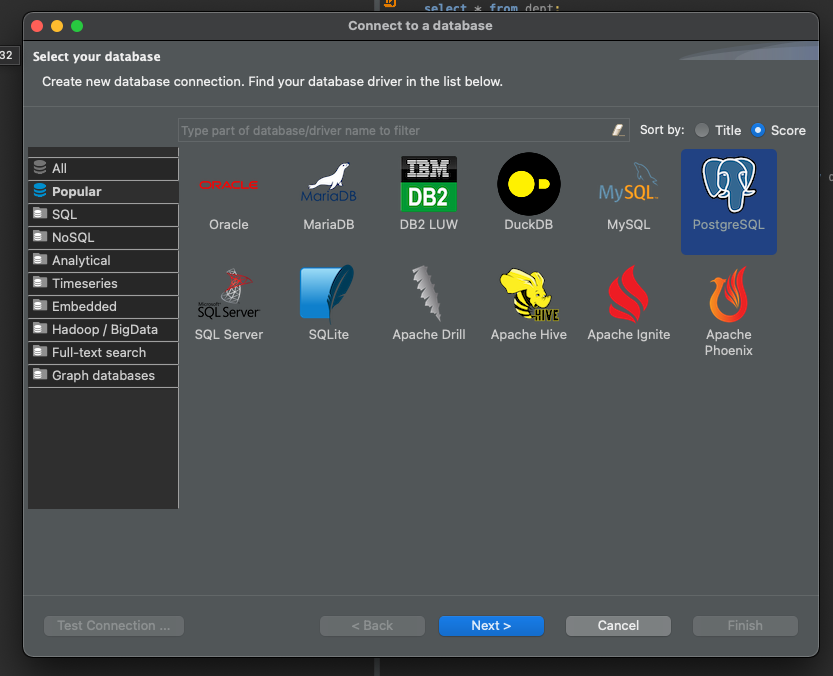 select * from dept;
Connect to a database
32
Select your database
Create new database connection. Find your database driver in the list below.
Type part of database/driver name to filter
Sort by:
Title
Score
All
Popular
SQL
NoSQL
Analytical
Timeseries
Embedded
Hadoop / BigData
Full-text search
Graph databases
ORACLE
Oracle
MariaDB
MariaDB
IBM
DB2
DB2 LUW
DuckDB
MySQL
MySQL
PostgreSQL
Microsoft
SQL Server
SQL Server
SQLite
Apache Drill
HIVE
Apache Hive
Apache Ignite
Apache
Phoenix
Test Connection ...
< Back
Next >
Cancel
Finish